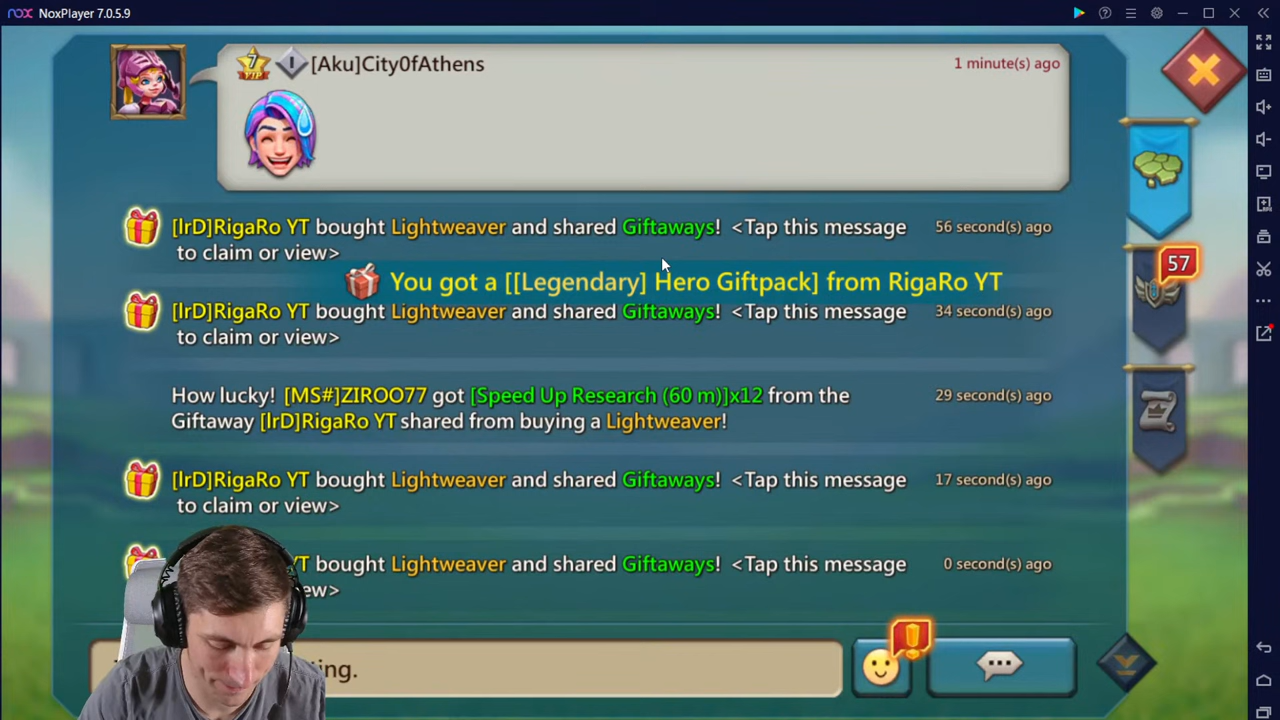 nox NoxPlayer 7.0.5.9
7
VIP
[Aku]City0fAthens
1 minute(s) ago
[lrD]RigaRo YT bought Lightweaver and shared Giftaways! <Tap this message
to claim or view>
56 second(s) ago
57
You got a [[Legendary] Hero Giftpack] from RigaRo YT
[lrD]RigaRo YT bought Lightweaver and shared Giftaways! <Tap this message
to claim or view>
34 second(s) ago
How lucky! [MS#]ZIROO77 got [Speed Up Research (60 m)]x12 from the
Giftaway [lrD]RigaRo YT shared from buying a Lightweaver!
29 second(s) ago
[lrD]RigaRo YT bought Lightweaver and shared Giftaways! <Tap this message
to claim or view>
17 second(s) ago
YT bought Lightweaver and shared Giftaways! <Tap this message
0 second(s) ago